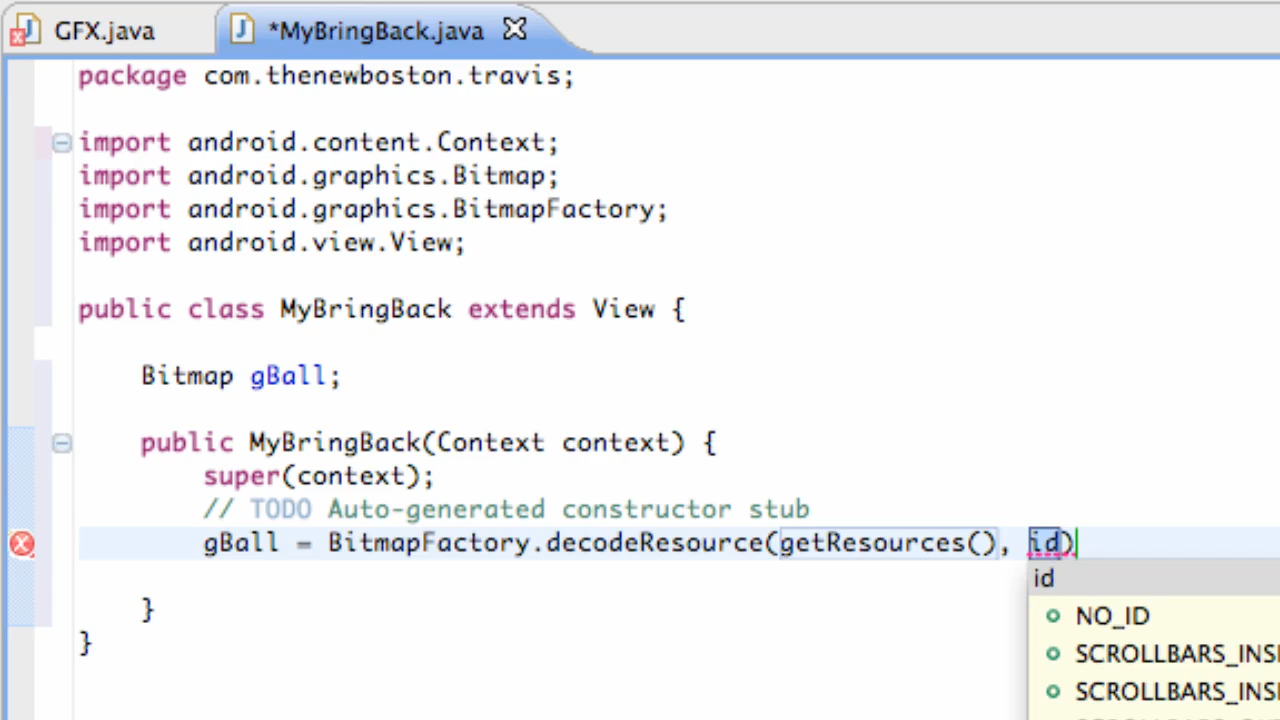 GFX.java
*MyBringBack.java
package com.thenewboston.travis;
import android.content.Context;
import android.graphics.Bitmap;
import android.graphics.BitmapFactory;
import android.view.View;
public class MyBringBack extends View {
Bitmap gBall;
public MyBringBack(Context context) {
super(context);
// TODO Auto-generated constructor stub
gBall = BitmapFactory.decodeResource(getResources(), id)
id
}
NO_ID
}
SCROLLBARS_INSI
SCROLLBARS_INSI